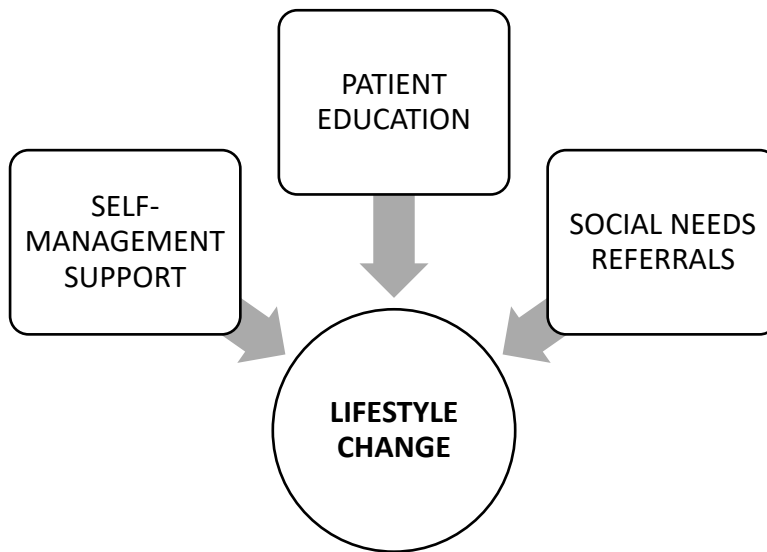 PATIENT
EDUCATION
SELF-
MANAGEMENT
SUPPORT
SOCIAL NEEDS
REFERRALS
LIFESTYLE
CHANGE